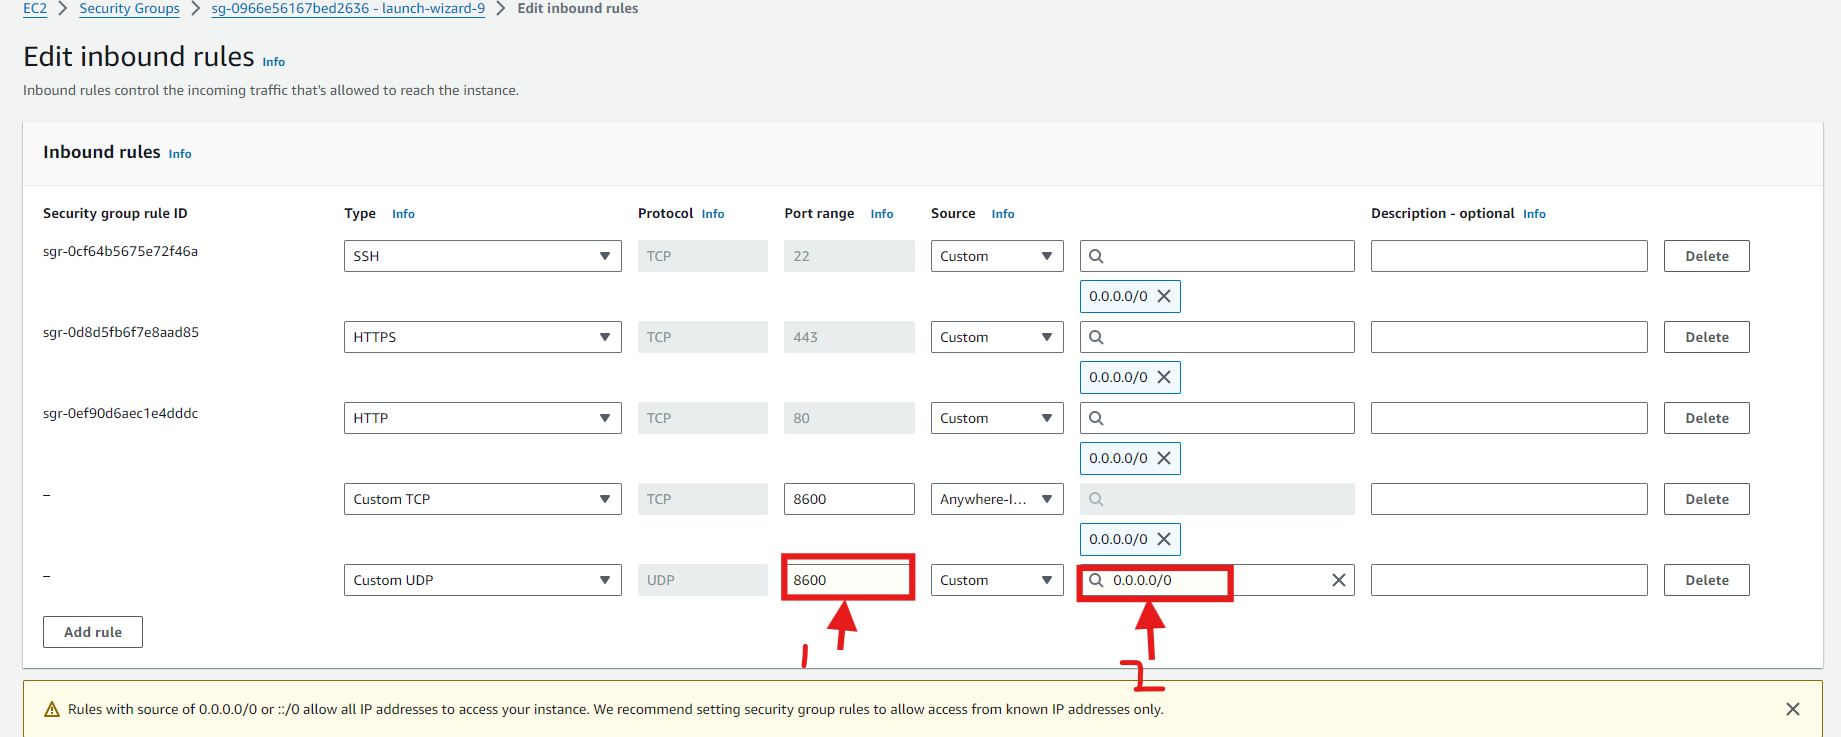 EC2 > Security Groups > sg-0966e56167bed2636 - launch-wizard-9 > Edit inbound rules
Edit inbound rules Info
Inbound rules control the incoming traffic that's allowed to reach the instance.
Inbound rules Info
Security group rule ID Type Info Protocol Info Port range Info Source Info Description - optional Info
sgr-0cf64b5675e72f46a SSH TCP 22 Custom Delete
0.0.0.0/0
sgr-0d8d5fb6f7e8aad85 HTTPS TCP 443 Custom Delete
0.0.0.0/0
sgr-0ef90d6aec1e4dddc HTTP TCP 80 Custom Delete
0.0.0.0/0
– Custom TCP TCP 8600 Anywhere-I... Delete
0.0.0.0/0
– Custom UDP UDP 8600 Custom 0.0.0.0/0 Delete
Add rule
1
2
Rules with source of 0.0.0.0/0 or ::/0 allow all IP addresses to access your instance. We recommend setting security group rules to allow access from known IP addresses only.